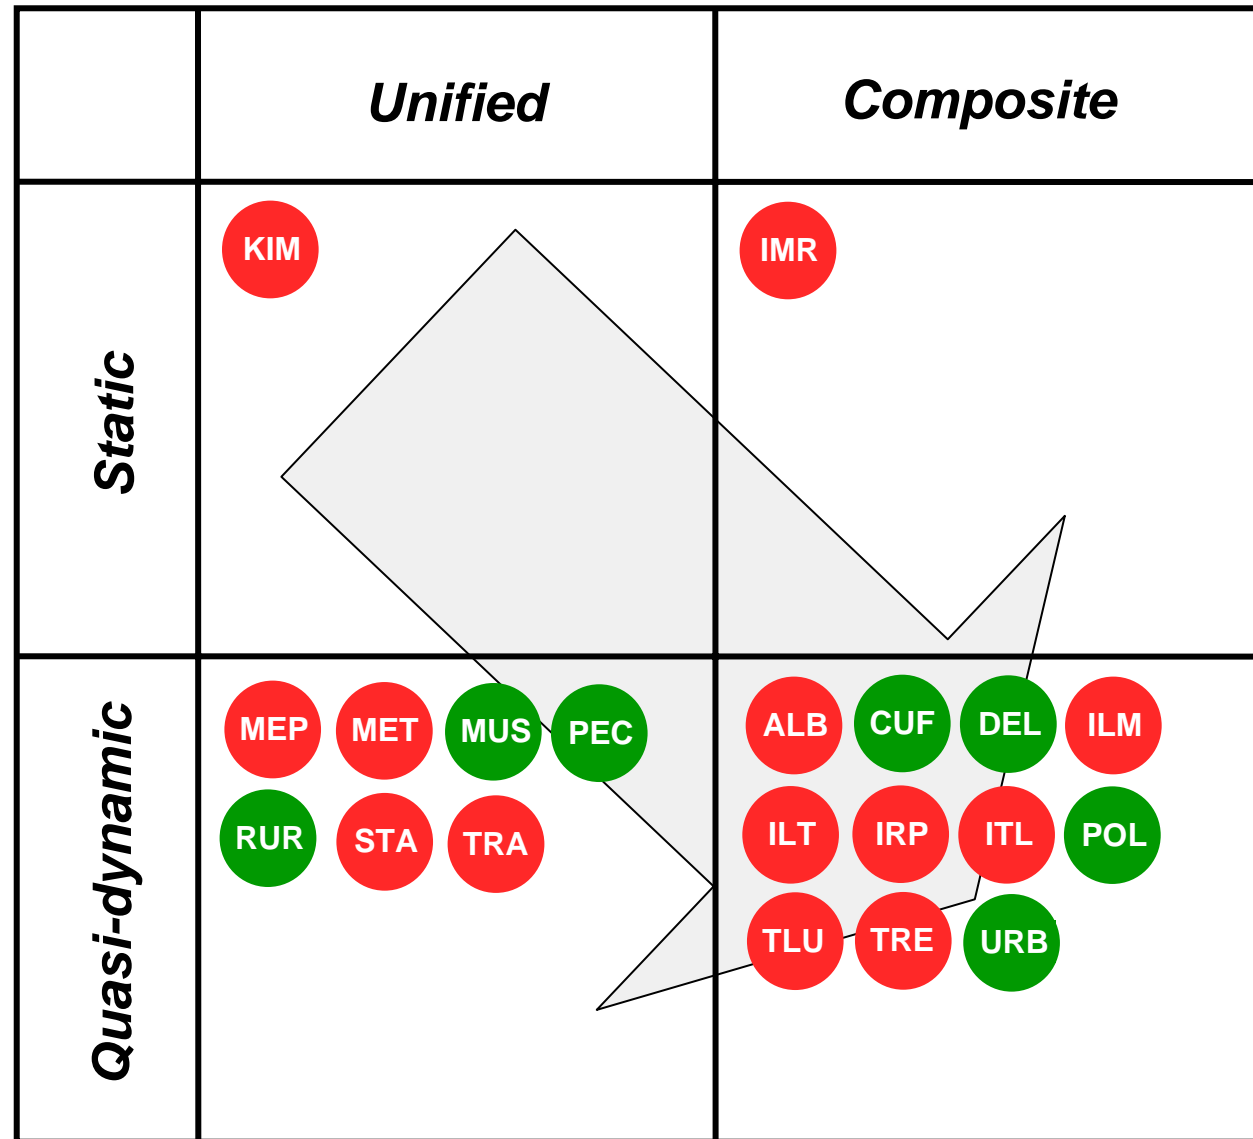 Unified
Composite
Static
KIM
IMR
Quasi-dynamic
MEP MET MUS PEC
RUR STA TRA
ALB CUF DEL ILM
ILT IRP ITL POL
TLU TRE URB